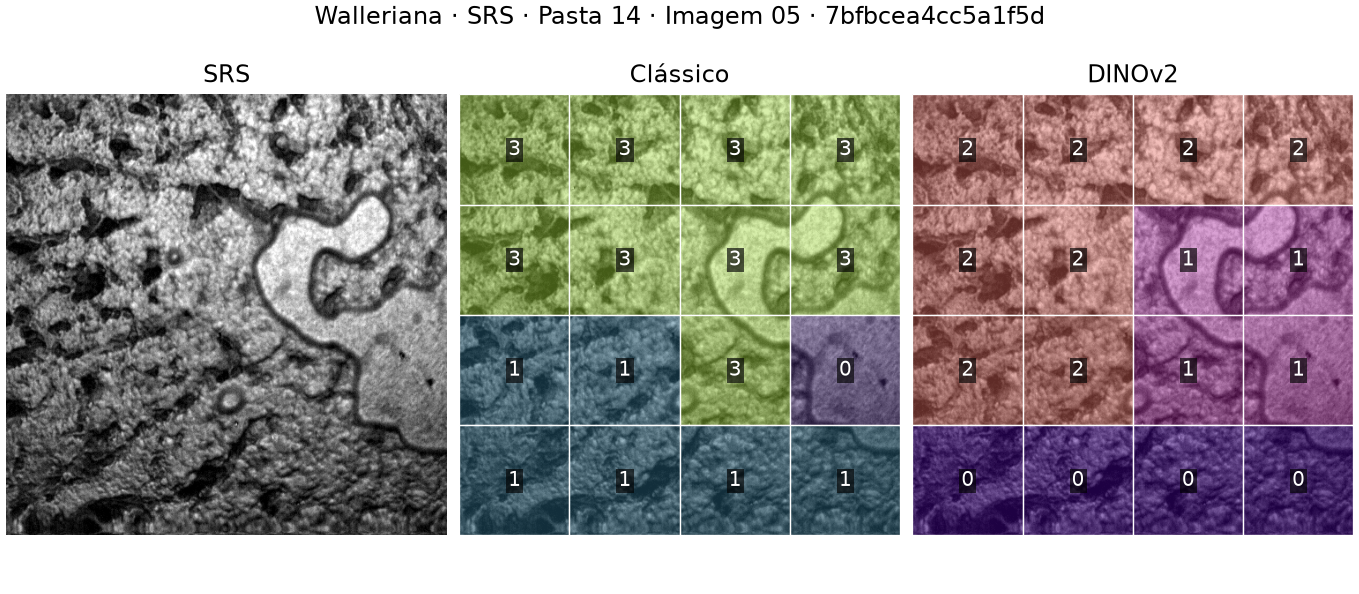 Walleriana · SRS · Pasta 14 · Imagem 05 · 7bfbcea4cc5a1f5d
SRS Clássico DINOv2
3 3 3 3 2 2 2 2
3 3 3 3 2 2 1 1
1 1 3 0 2 2 1 1
1 1 1 1 0 0 0 0